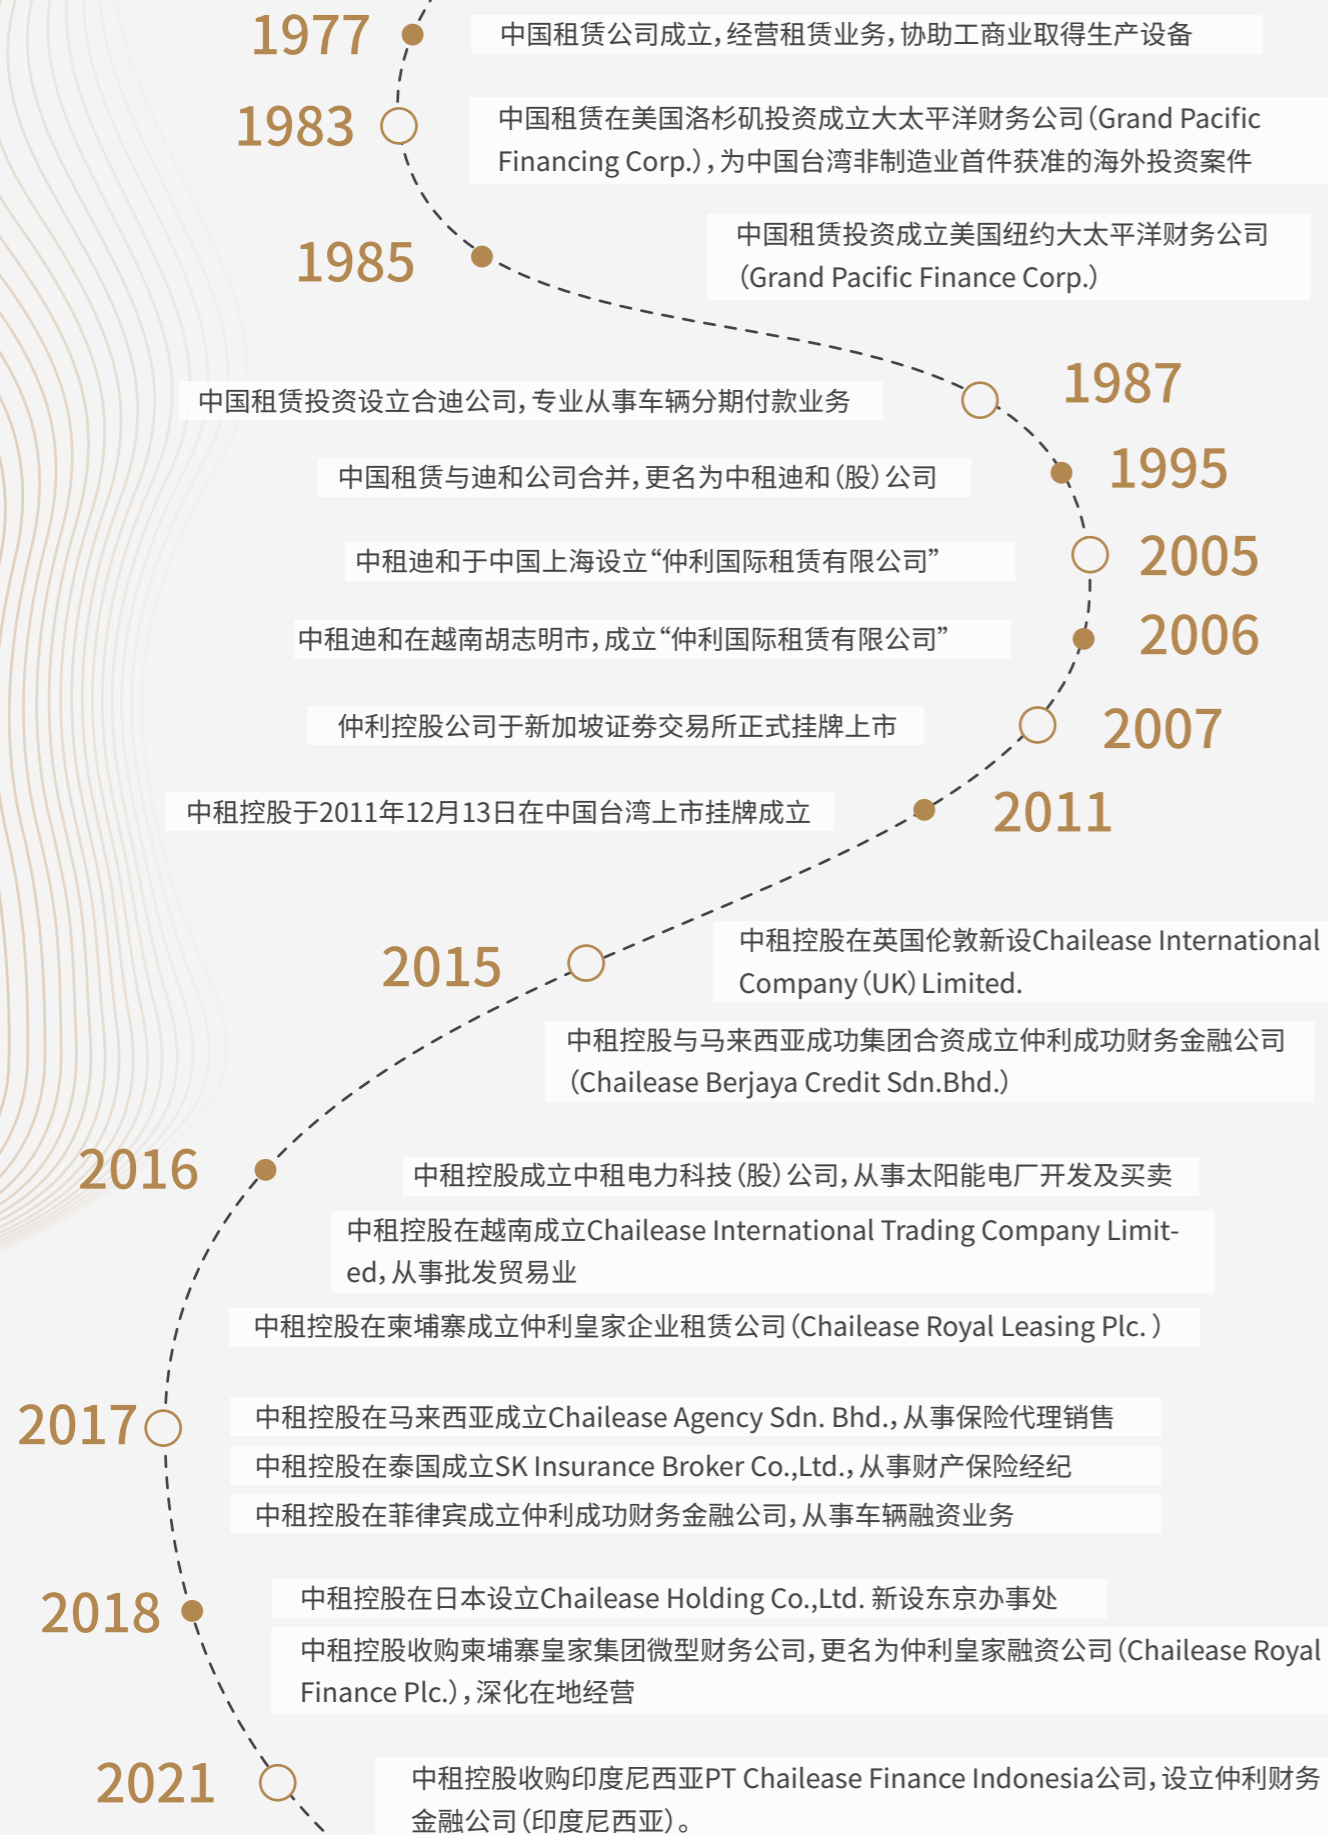 1977
中国租赁公司成立，经营租赁业务，协助工商业取得生产设备
1983
中国租赁在美国洛杉矶投资成立大太平洋财务公司（Grand Pacific
Financing Corp.），为中国台湾非制造业首件获准的海外投资案件
1985
中国租赁投资成立美国纽约大太平洋财务公司
（Grand Pacific Finance Corp.）
1987
中国租赁投资设立合迪公司，专业从事车辆分期付款业务
1995
中国租赁与迪和公司合并，更名为中租迪和（股）公司
2005
中租迪和于中国上海设立“仲利国际租赁有限公司”
2006
中租迪和在越南胡志明市，成立“仲利国际租赁有限公司”
2007
仲利控股公司于新加坡证券交易所正式挂牌上市
2011
中租控股于2011年12月13日在中国台湾上市挂牌成立
2015
中租控股在英国伦敦新设Chailease International
Company（UK）Limited.
中租控股与马来西亚成功集团合资成立仲利成功财务金融公司
（Chailease Berjaya Credit Sdn.Bhd.）
2016
中租控股成立中租电力科技（股）公司，从事太阳能电厂开发及买卖
中租控股在越南成立Chailease International Trading Company Limit-
ed，从事批发贸易业
中租控股在柬埔寨成立仲利皇家企业租赁公司（Chailease Royal Leasing Plc. ）
2017
中租控股在马来西亚成立Chailease Agency Sdn. Bhd.，从事保险代理销售
中租控股在泰国成立SK Insurance Broker Co.,Ltd.，从事财产保险经纪
中租控股在菲律宾成立仲利成功财务金融公司，从事车辆融资业务
2018
中租控股在日本设立Chailease Holding Co.,Ltd. 新设东京办事处
中租控股收购柬埔寨皇家集团微型财务公司，更名为仲利皇家融资公司（Chailease Royal
Finance Plc.），深化在地经营
2021
中租控股收购印度尼西亚PT Chailease Finance Indonesia公司，设立仲利财务
金融公司（印度尼西亚）。